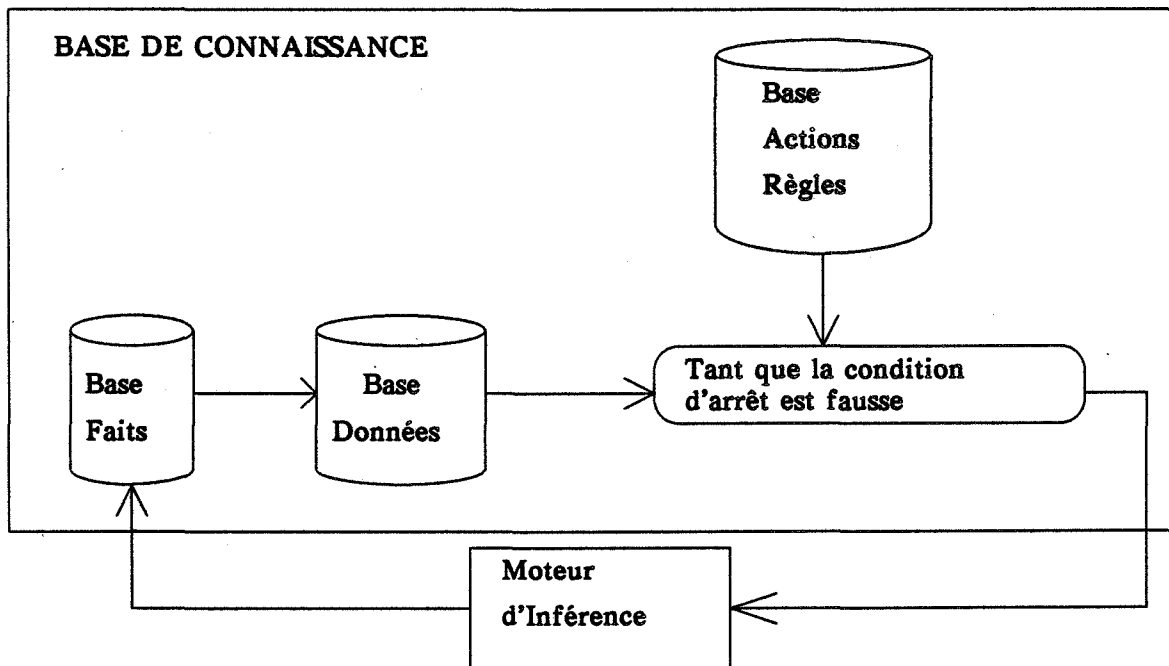 BASE DE CONNAISSANCE
Base
Actions
Règles
Base
Faits
Base
Données
Tant que la condition
d'arrêt est fausse
Moteur
d'Inférence